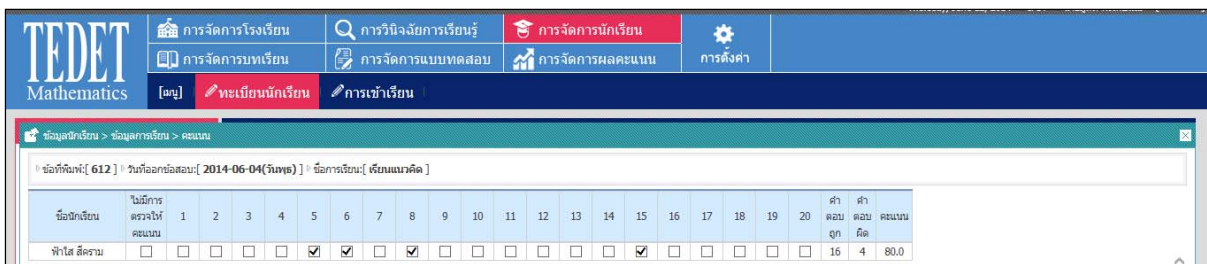 TEDET
Mathematics
การจัดการโรงเรียน
การวินิจฉัยการเรียนรู้
การจัดการนักเรียน
การจัดการบทเรียน
การจัดการแบบทดสอบ
การจัดการผลคะแนน
การตั้งค่า
[เมนู] ทะเบียนนักเรียน การเข้าเรียน
ข้อมูลนักเรียน > ข้อมูลการเรียน > คะแนน
ข้อที่พิมพ์:[ 612 ] วันที่ออกข้อสอบ:[ 2014-06-04(วันพุธ) ] ชื่อการเรียน:[ เรียนแนวคิด ]
ชื่อนักเรียน ไม่มีการตรวจให้คะแนน 1 2 3 4 5 6 7 8 9 10 11 12 13 14 15 16 17 18 19 20 คำตอบถูก คำตอบผิด คะแนน
ฟ้าใส สีคราม 16 4 80.0